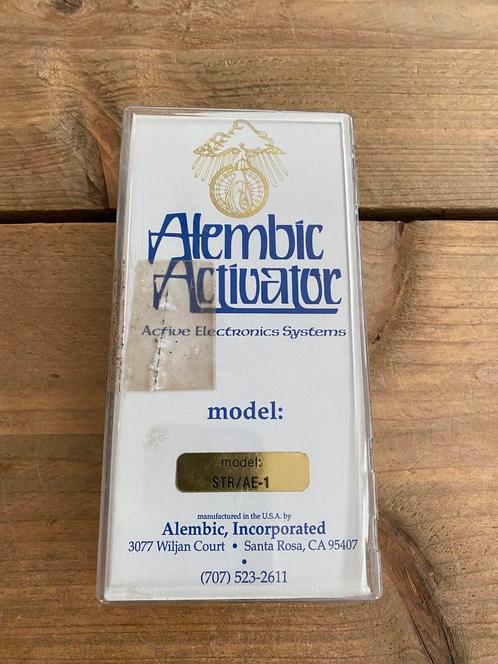 Alembic
Activator
Active Electronics Systems
model:
model:
STR/AE-1
manufactured in the U.S.A. by
Alembic, Incorporated
3077 Wiljan Court • Santa Rosa, CA 95407
•
(707) 523-2611